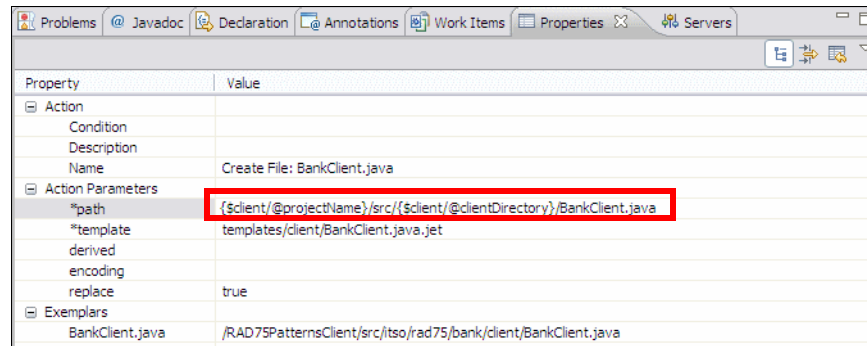 Problems @ Javadoc Declaration Annotations Work Items Properties Servers
Property Value
Action
Condition
Description
Name Create File: BankClient.java
Action Parameters
*path {$client/@projectName}/src/{$client/@clientDirectory}/BankClient.java
*template templates/client/BankClient.java.jet
derived
encoding
replace true
Exemplars
BankClient.java /RAD75PatternsClient/src/itso/rad75/bank/client/BankClient.java